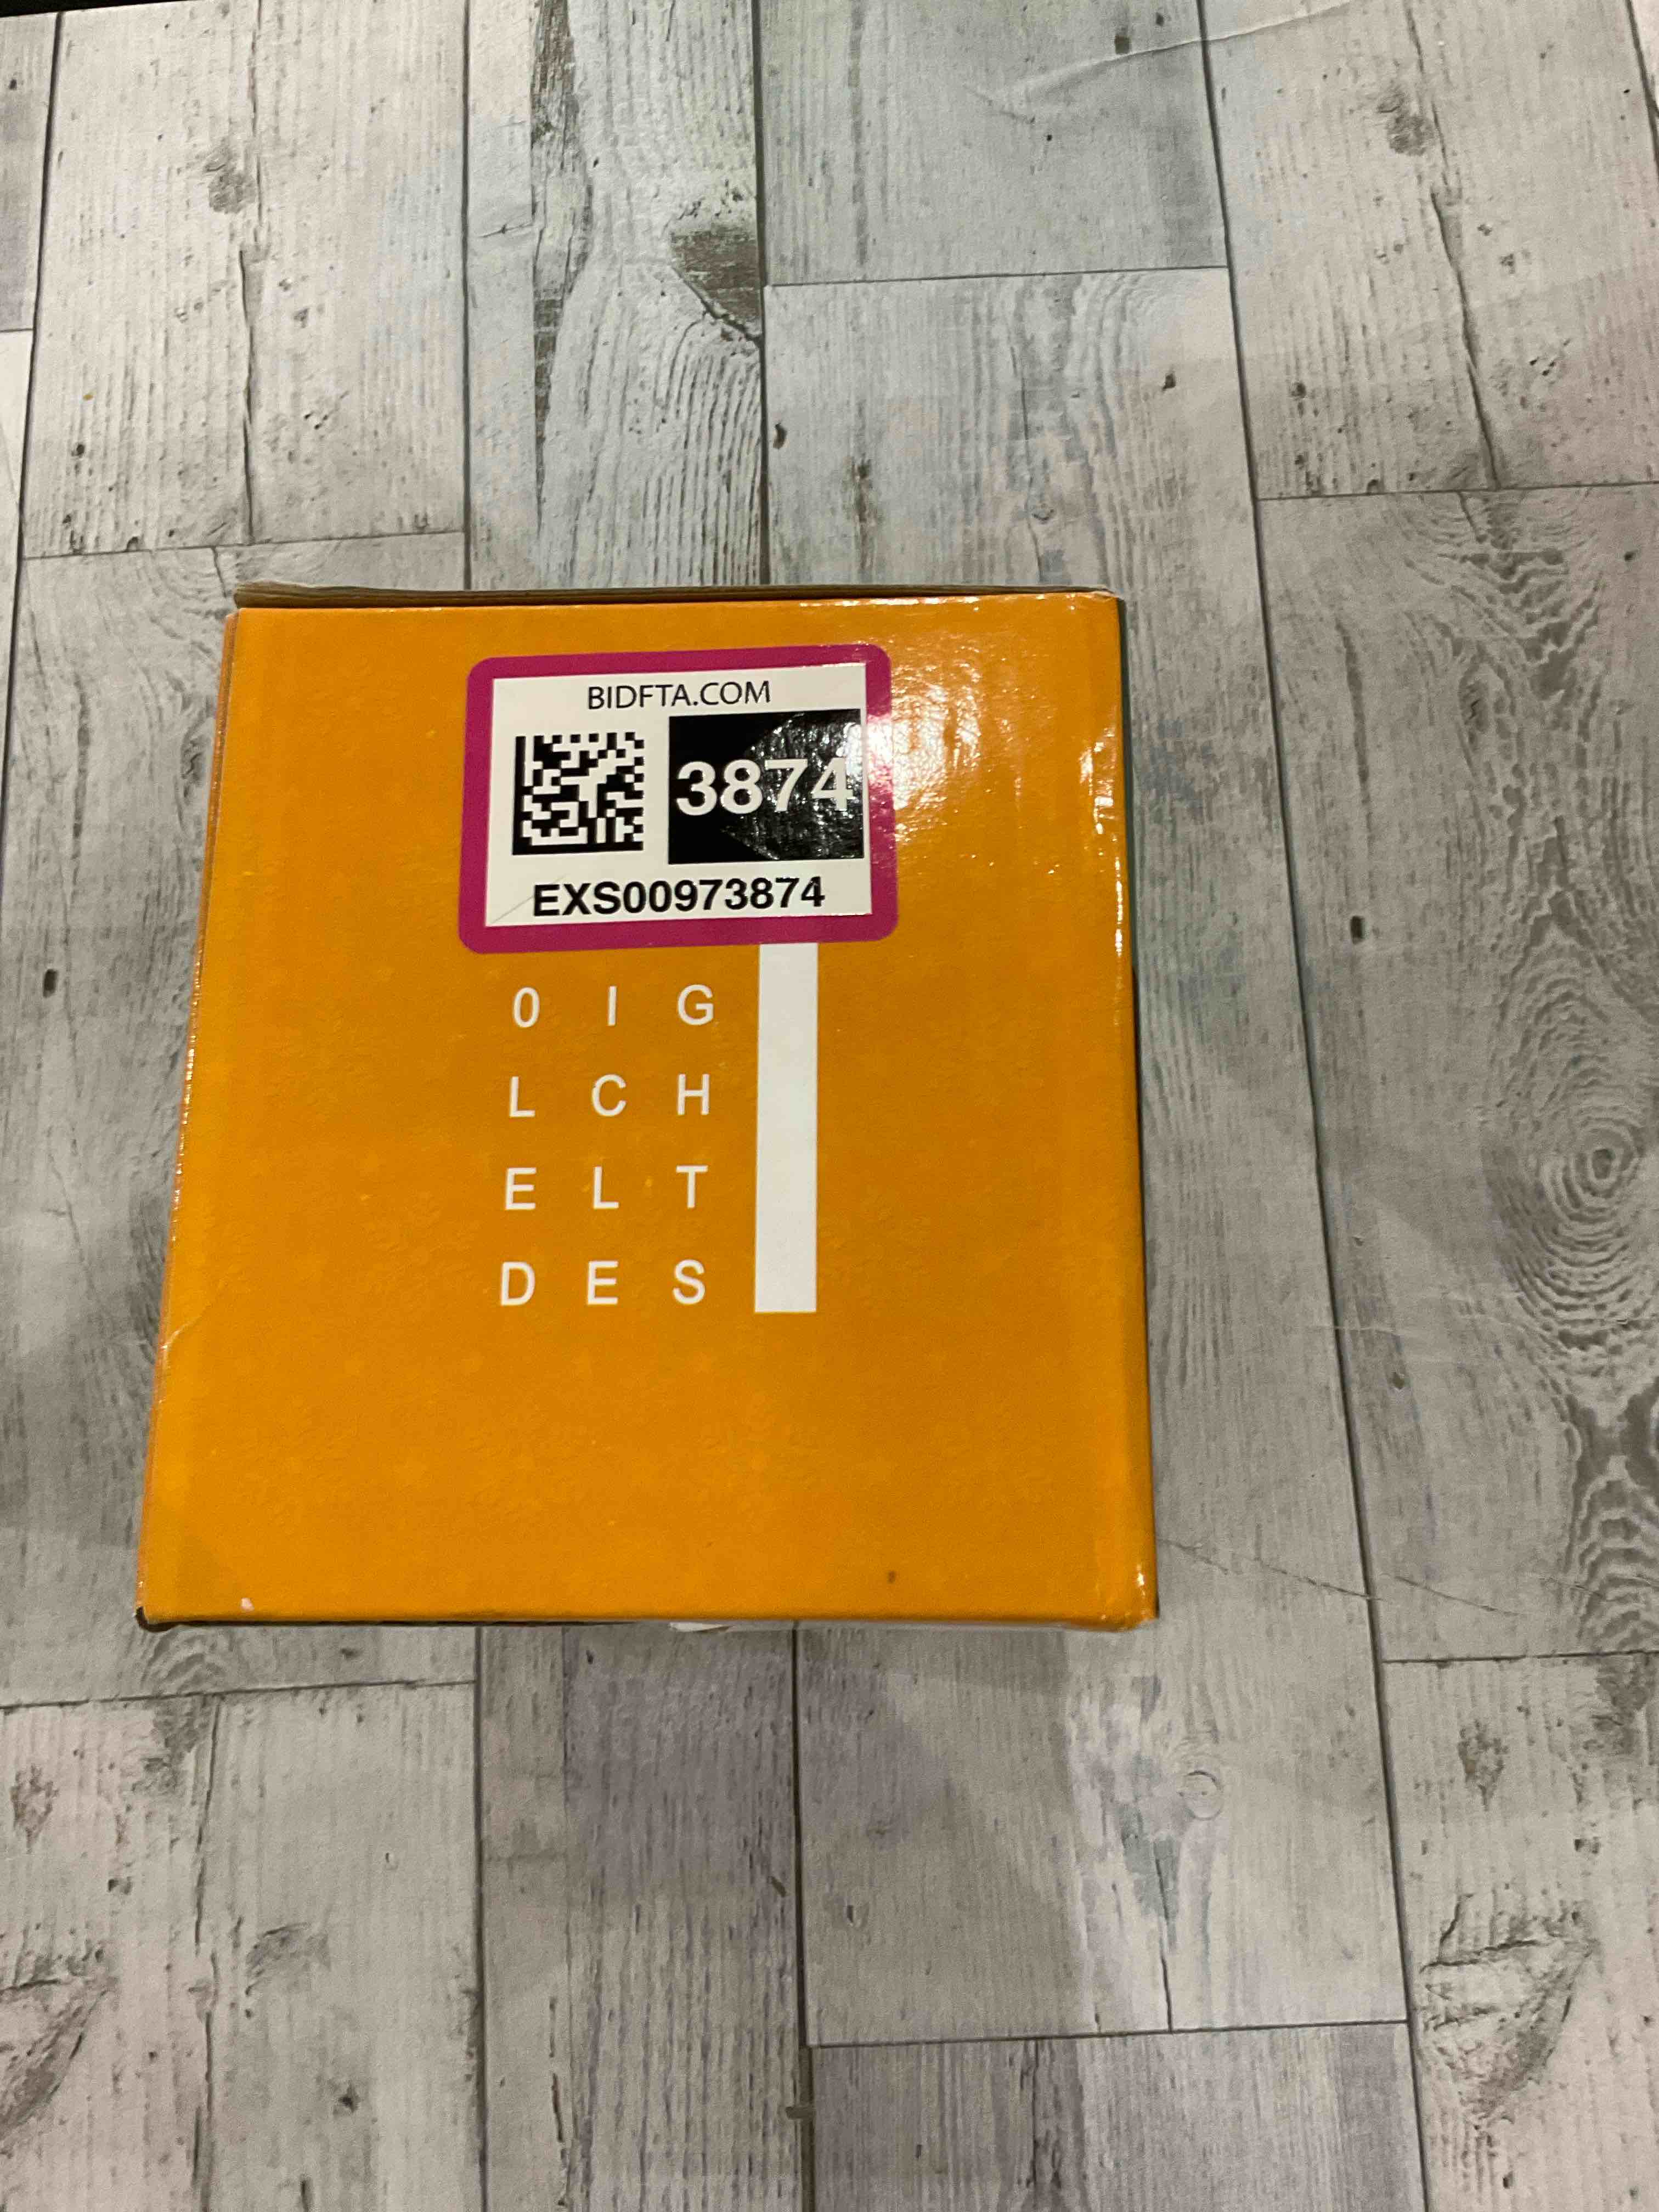 BIDFTA.COM
3874
EXS00973874
0 I G
L C H
E L T
D E S